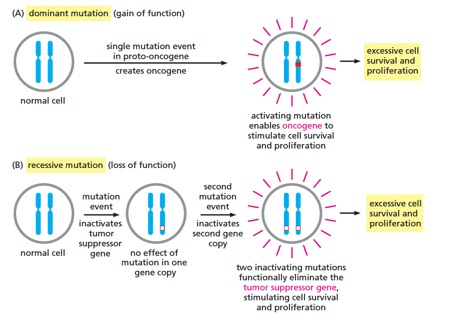 (A) dominant mutation (gain of function)
single mutation event
in proto-oncogene
creates oncogene
normal cell
activating mutation
enables oncogene to
stimulate cell survival
and proliferation
excessive cell
survival and
proliferation
(B) recessive mutation (loss of function)
normal cell
mutation
event
inactivates
tumor
suppressor
gene
no effect of
mutation in one
gene copy
second
mutation
event
inactivates
second gene
copy
two inactivating mutations
functionally eliminate the
tumor suppressor gene,
stimulating cell survival
and proliferation
excessive cell
survival and
proliferation